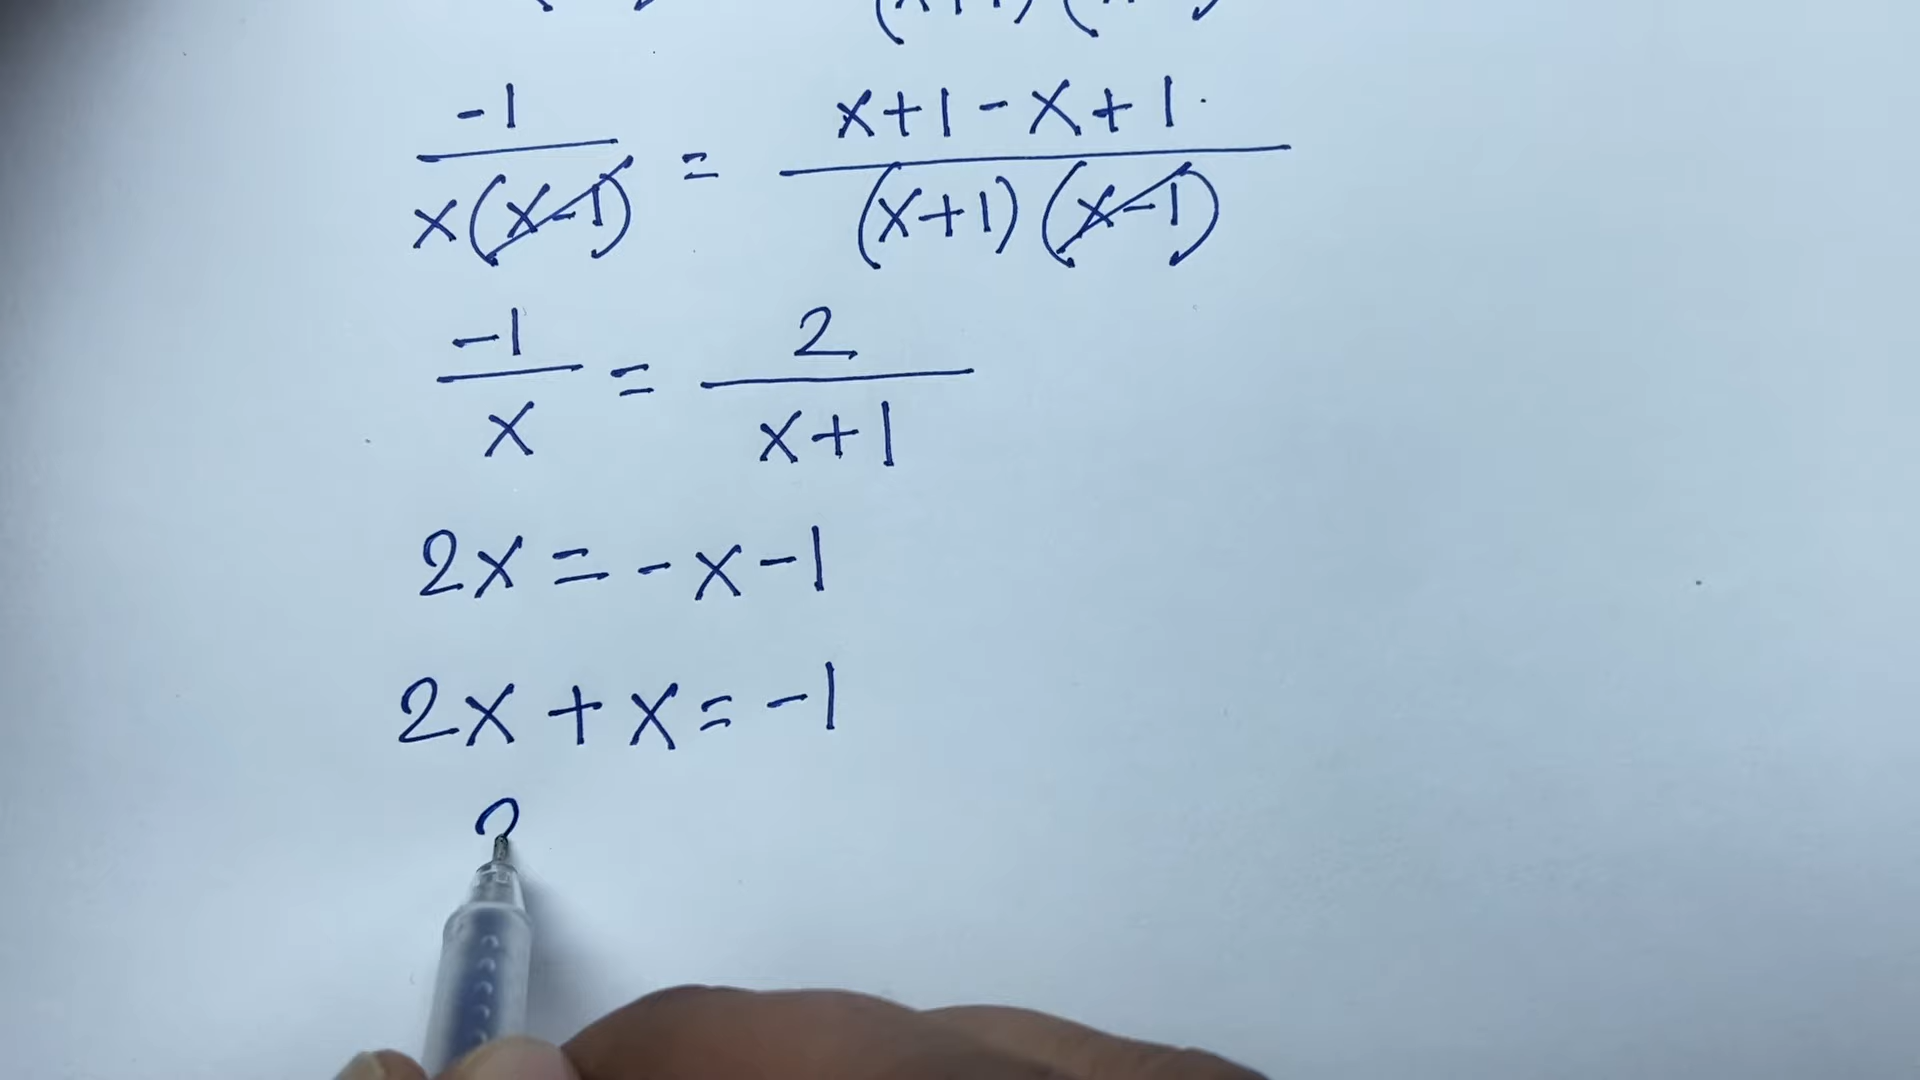 -1/x(x-1) = x+1-x+1/(x+1)(x-1)
-1/x = 2/x+1
2x = -x-1
2x + x = -1